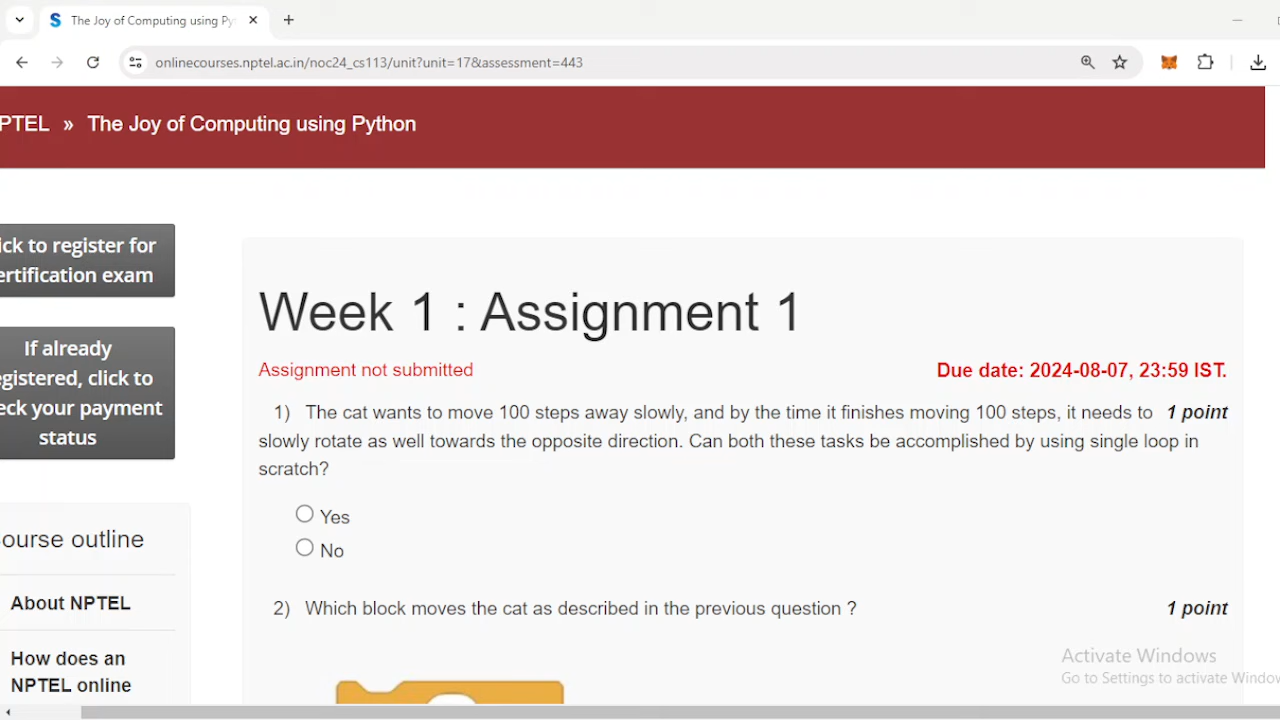 The Joy of Computing using Py
onlinecourses.nptel.ac.in/noc24_cs113/unit?unit=17&assessment=443
PTEL » The Joy of Computing using Python
ick to register for
ertification exam
If already
egistered, click to
eck your payment
status
ourse outline
About NPTEL
How does an
NPTEL online
Week 1 : Assignment 1
Assignment not submitted
Due date: 2024-08-07, 23:59 IST.
1) The cat wants to move 100 steps away slowly, and by the time it finishes moving 100 steps, it needs to 1 point
slowly rotate as well towards the opposite direction. Can both these tasks be accomplished by using single loop in
scratch?
Yes
No
2) Which block moves the cat as described in the previous question ? 1 point
Activate Windows
Go to Settings to activate Windo